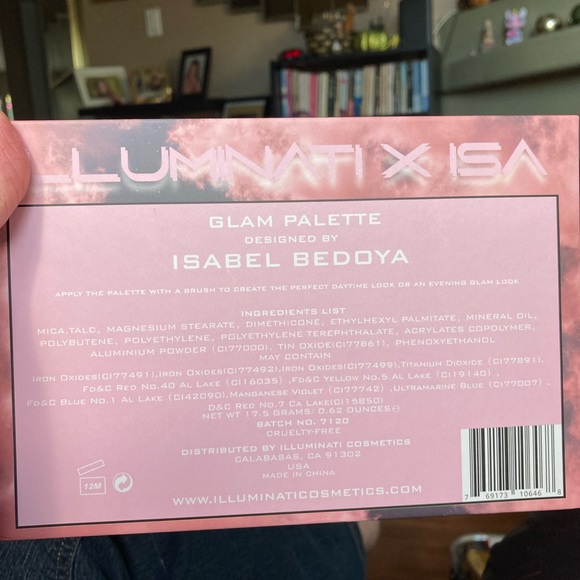 ILLUMINATI X ISA
GLAM PALETTE
DESIGNED BY
ISABEL BEDOYA
APPLY THE PALETTE WITH A BRUSH TO CREATE THE PERFECT DAYTIME LOOK OR AN EVENING GLAM LOOK
INGREDIENTS LIST
MICA,TALC, MAGNESIUM STEARATE, DIMETHICONE, ETHYLHEXYL PALMITATE, MINERAL OIL,
POLYBUTENE, POLYETHYLENE, POLYETHYLENE TEREPHTHALATE, ACRYLATES COPOLYMER,
ALUMINIUM POWDER (CI77000), TIN OXIDE(CI77861), PHENOXYETHANOL
MAY CONTAIN
IRON OXIDES(CI77491),IRON OXIDES(CI77492),IRON OXIDES(CI77499),TITANIUM DIOXIDE (CI77891),
FD&C RED NO.40 AL LAKE (CI16035) ,FD&C YELLOW NO.5 AL LAKE (CI19140) ,
FD&C BLUE NO.1 AL LAKE (CI42090),MANGANESE VIOLET (CI77742) ,ULTRAMARINE BLUE (CI77007) ,
D&C RED NO.7 CA LAKE(CI15850)
NET WT 17.5 GRAMS/ 0.62 OUNCES℮
BATCH NO. 7120
CRUELTY-FREE
DISTRIBUTED BY ILLUMINATI COSMETICS
CALABASAS, CA 91302
USA
MADE IN CHINA
12M
WWW.ILLUMINATICOSMETICS.COM
7 69173 10646 8